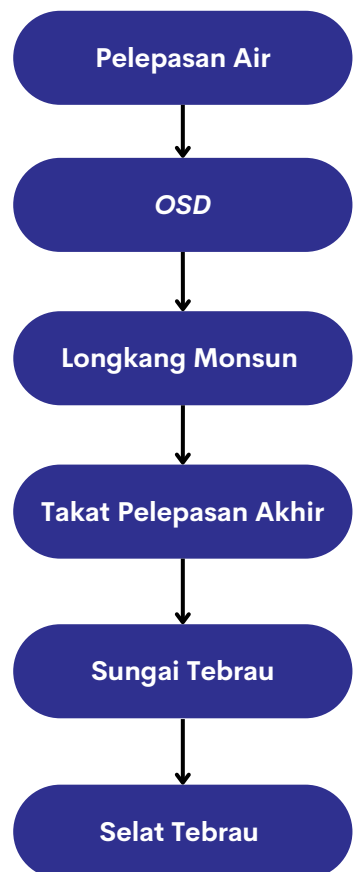 Pelepasan Air
OSD
Longkang Monsun
Takat Pelepasan Akhir
Sungai Tebrau
Selat Tebrau